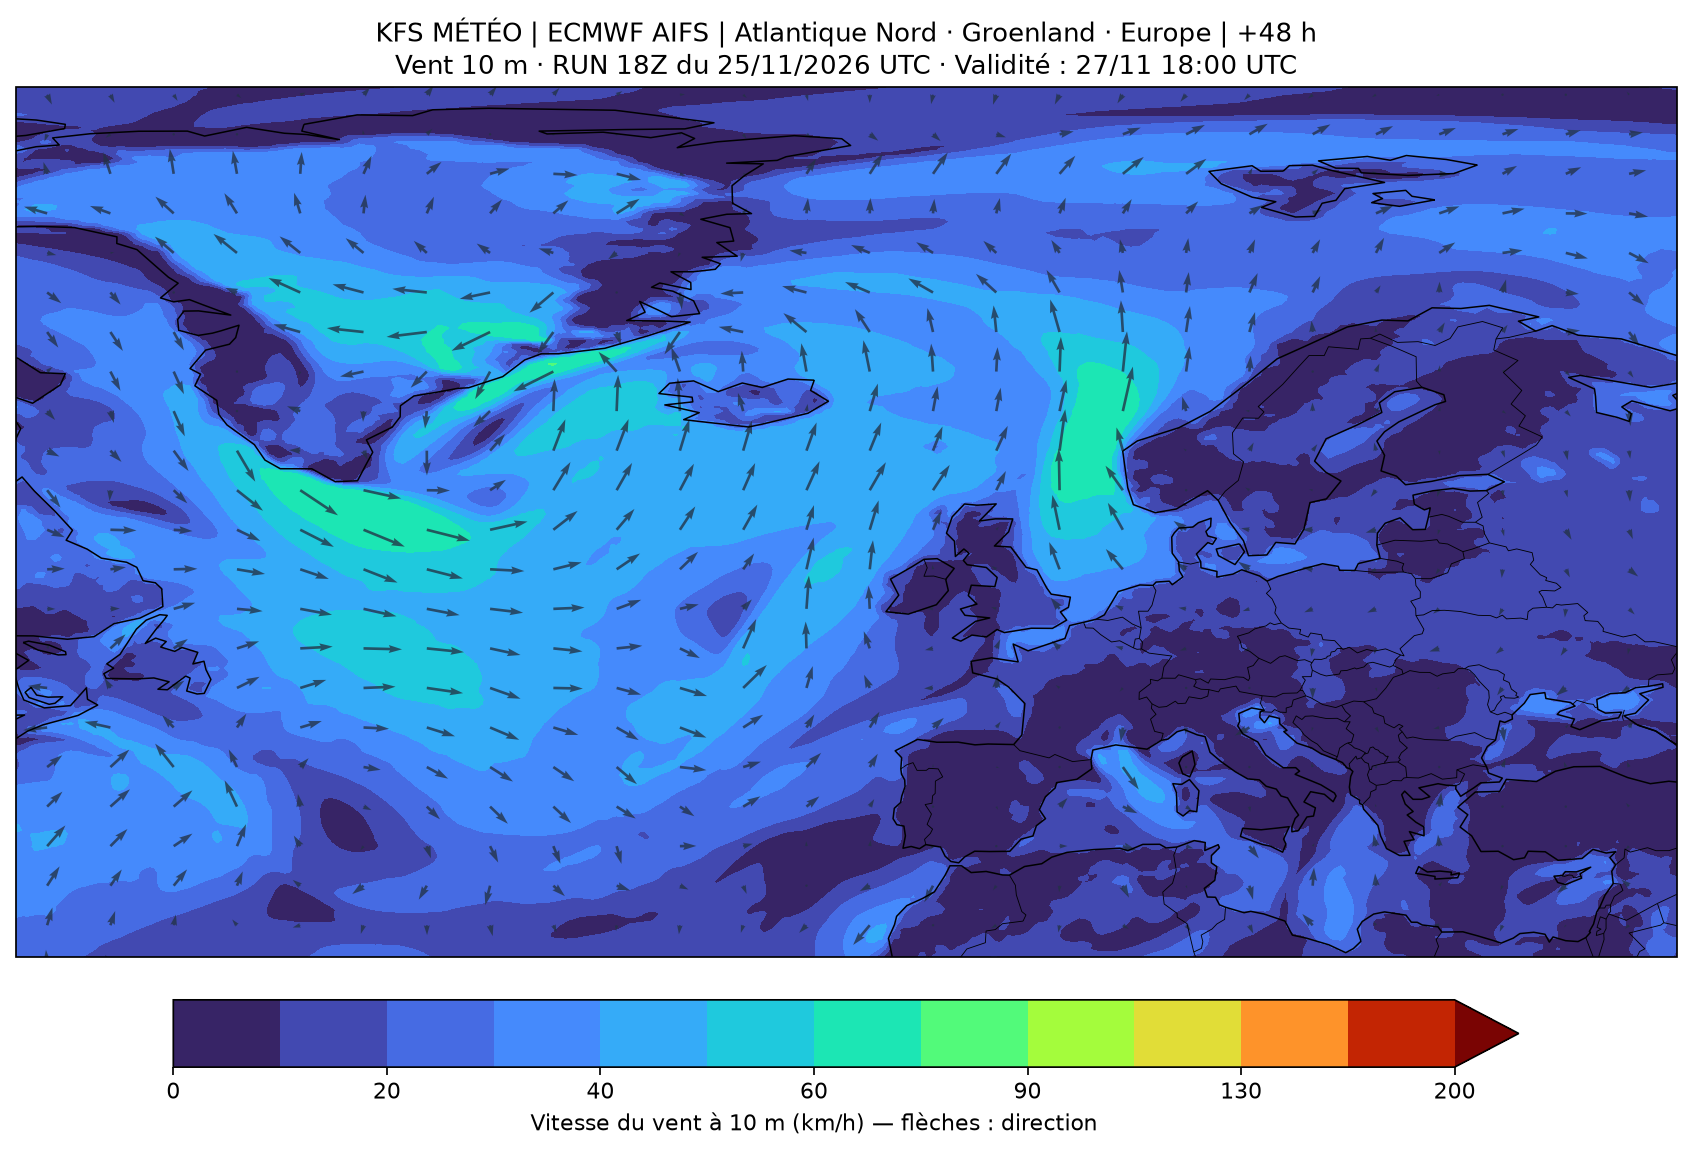 KFS MÉTÉO | ECMWF AIFS | Atlantique Nord · Groenland · Europe | +48 h
Vent 10 m · RUN 18Z du 25/11/2026 UTC · Validité : 27/11 18:00 UTC
0 20 40 60 90 130 200
Vitesse du vent à 10 m (km/h) — flèches : direction